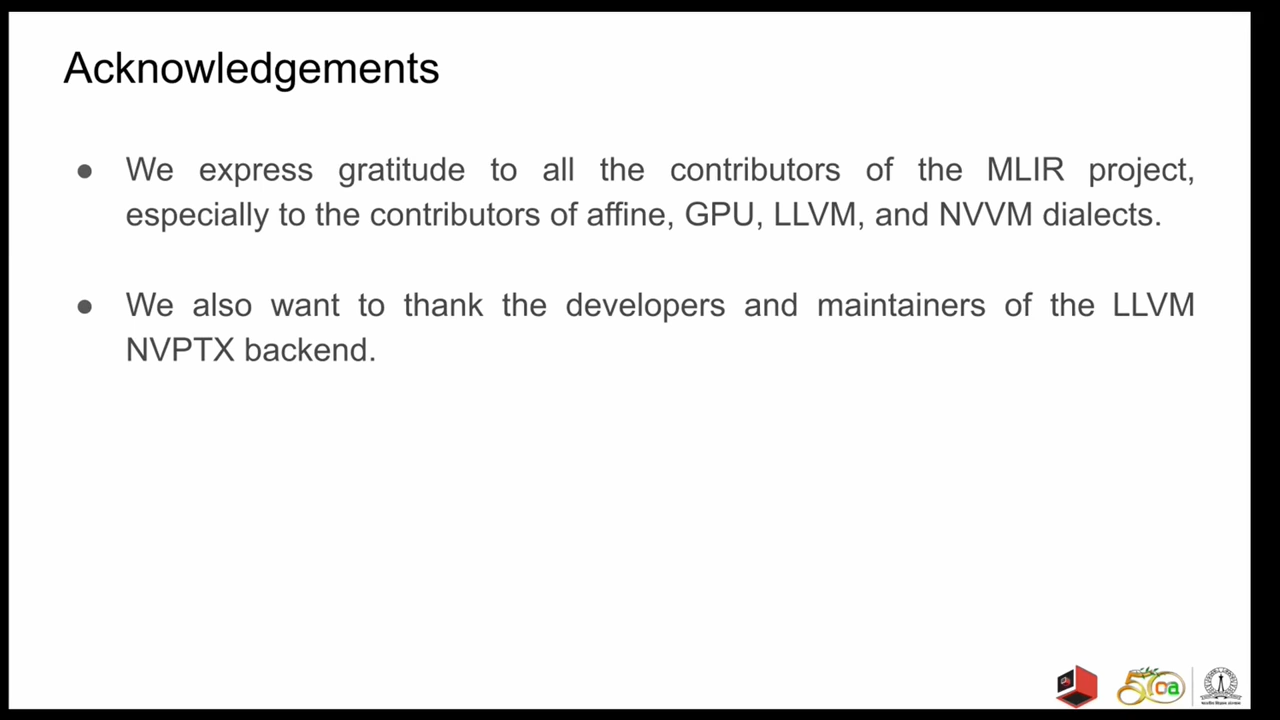 Acknowledgements
● We express gratitude to all the contributors of the MLIR project,
especially to the contributors of affine, GPU, LLVM, and NVVM dialects.
● We also want to thank the developers and maintainers of the LLVM
NVPTX backend.